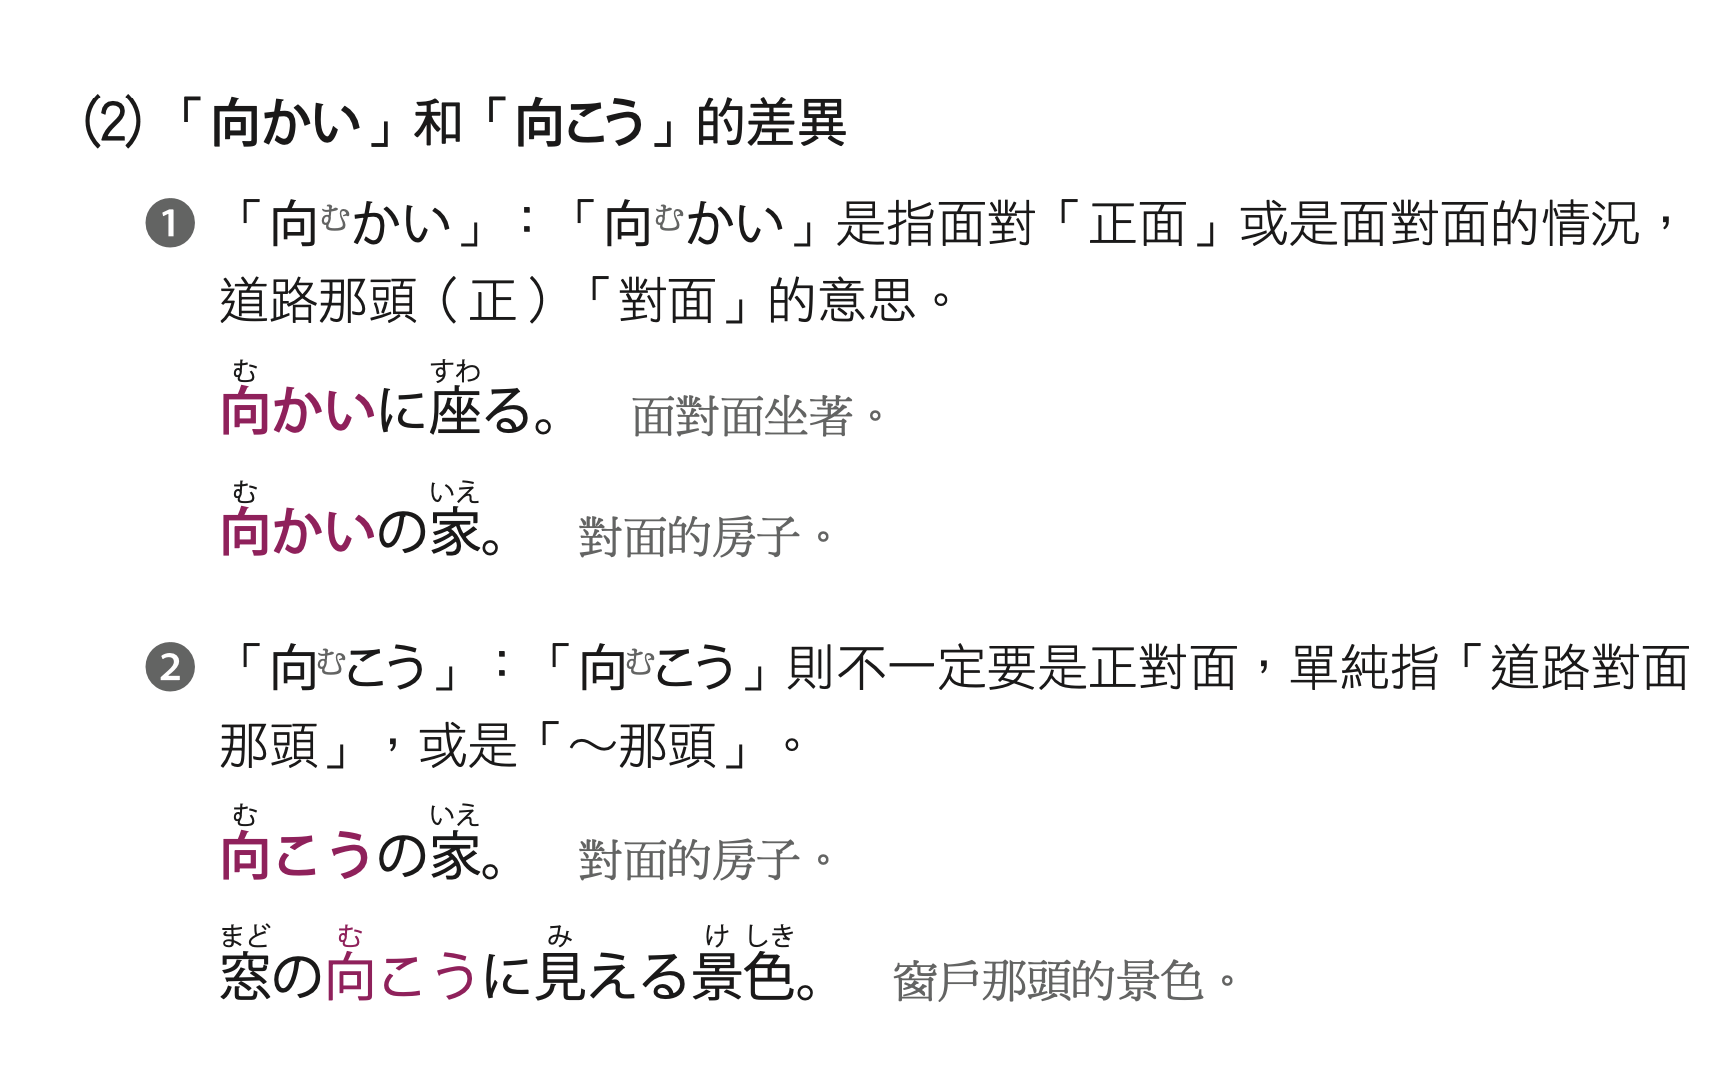 (2)「向かい」和「向こう」的差異
❶「向むかい」：「向むかい」是指面對「正面」或是面對面的情況，
道路那頭（正）「對面」的意思。
む すわ
向かいに座る。 面對面坐著。
む いえ
向かいの家。 對面的房子。
❷「向むこう」：「向むこう」則不一定要是正對面，單純指「道路對面
那頭」，或是「～那頭」。
む いえ
向こうの家。 對面的房子。
まど む み け しき
窓の向こうに見える景色。 窗戶那頭的景色。